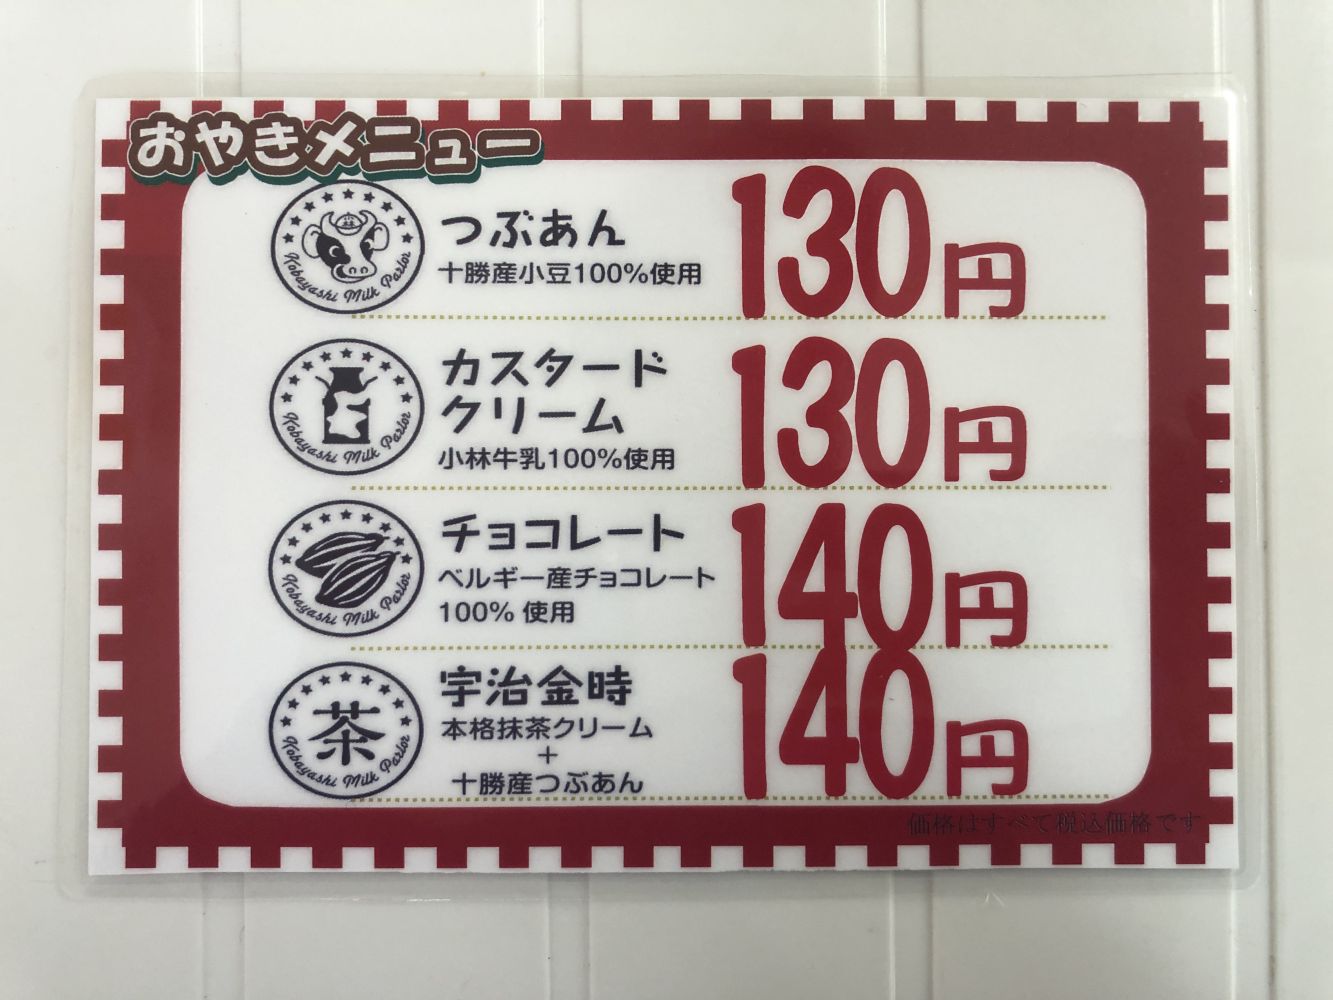 おやきメニュー
Kobayashi Milk Parlor
つぶあん
十勝産小豆100%使用
130円
Kobayashi Milk Parlor
カスタード
クリーム
小林牛乳100%使用
130円
Kobayashi Milk Parlor
チョコレート
ベルギー産チョコレート
100% 使用
140円
茶
Kobayashi Milk Parlor
宇治金時
本格抹茶クリーム
+
十勝産つぶあん
140円
価格はすべて税込価格です